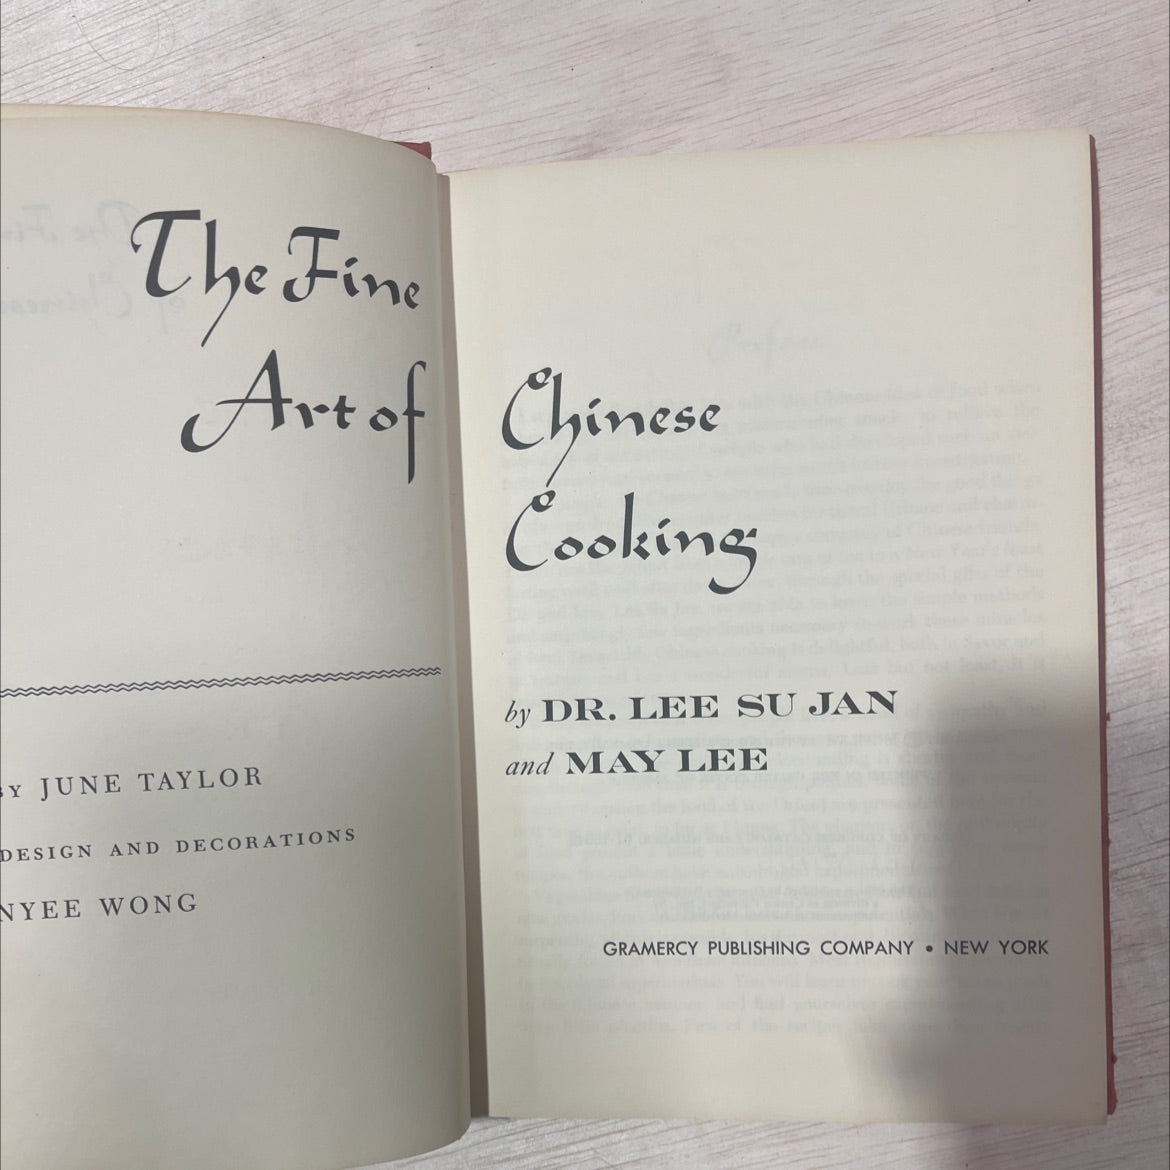 The Fine
Art of
BY JUNE TAYLOR
DESIGN AND DECORATIONS
NYEE WONG
Chinese
Cooking
by DR. LEE SU JAN
and MAY LEE
GRAMERCY PUBLISHING COMPANY • NEW YORK